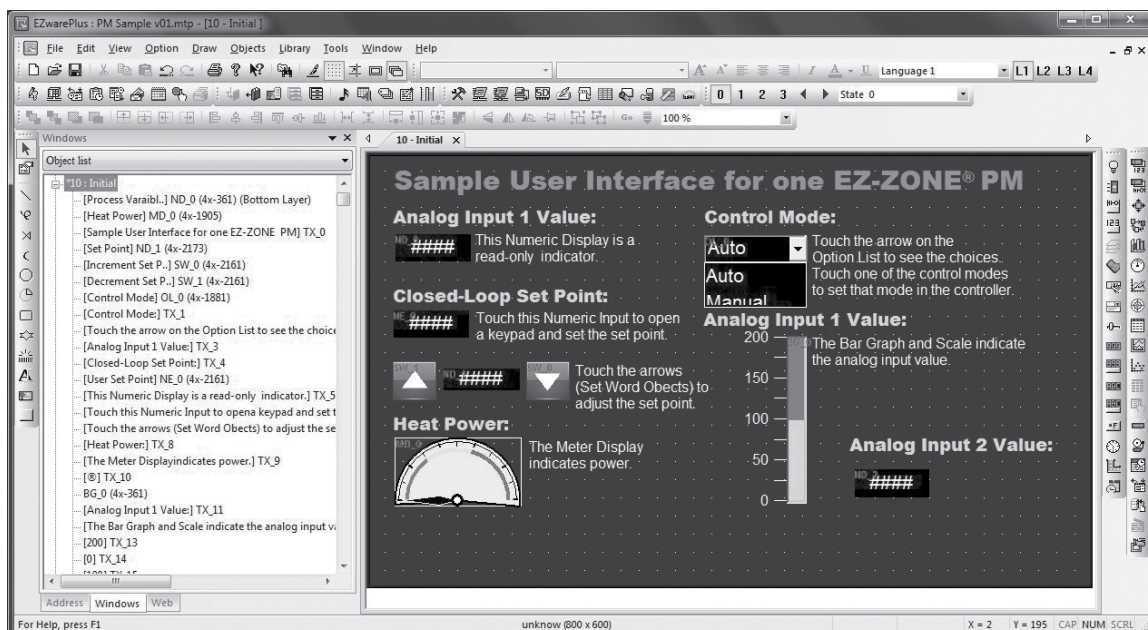 EZwarePlus : PM Sample v01.mtp - [10 - Initial ]
File Edit View Option Draw Objects Library Tools Window Help
Language 1 L1 L2 L3 L4
0 1 2 3 State 0
Go 100 %
Windows
10 - Initial
Object list
*10 : Initial
[Process Varaibl..] ND_0 (4x-361) (Bottom Layer)
[Heat Power] MD_0 (4x-1905)
[Sample User Interface for one EZ-ZONE PM] TX_0
[Set Point] ND_1 (4x-2173)
[Increment Set P..] SW_0 (4x-2161)
[Decrement Set P..] SW_1 (4x-2161)
[Control Mode] OL_0 (4x-1881)
[Control Mode:] TX_1
[Touch the arrow on the Option List to see the choice
[Analog Input 1 Value:] TX_3
[Closed-Loop Set Point:] TX_4
[User Set Point] NE_0 (4x-2161)
[This Numeric Display is a read-only indicator.] TX_5
[Touch this Numeric Input to opena keypad and set t
[Touch the arrows (Set Word Obects) to adjust the se
[Heat Power:] TX_8
[The Meter Displayindicates power.] TX_9
[®] TX_10
BG_0 (4x-361)
[Analog Input 1 Value:] TX_11
[The Bar Graph and Scale indicate the analog input va
[200] TX_13
[0] TX_14
Address Windows Web
Sample User Interface for one EZ-ZONE® PM
Analog Input 1 Value:
####
This Numeric Display is a
read-only indicator.
Closed-Loop Set Point:
NE_0
####
Touch this Numeric Input to open
a keypad and set the set point.
SW_1
####
SW_0
Touch the arrows
(Set Word Obects) to
adjust the set point.
Heat Power:
The Meter Display
indicates power.
Control Mode:
Auto
Auto
Manual
Touch the arrow on the
Option List to see the choices.
Touch one of the control modes
to set that mode in the controller.
Analog Input 1 Value:
200
150
100
50
0
The Bar Graph and Scale indicate
the analog input value.
Analog Input 2 Value:
####
For Help, press F1
unknow (800 x 600)
X = 2 Y = 195 CAP NUM SCRL